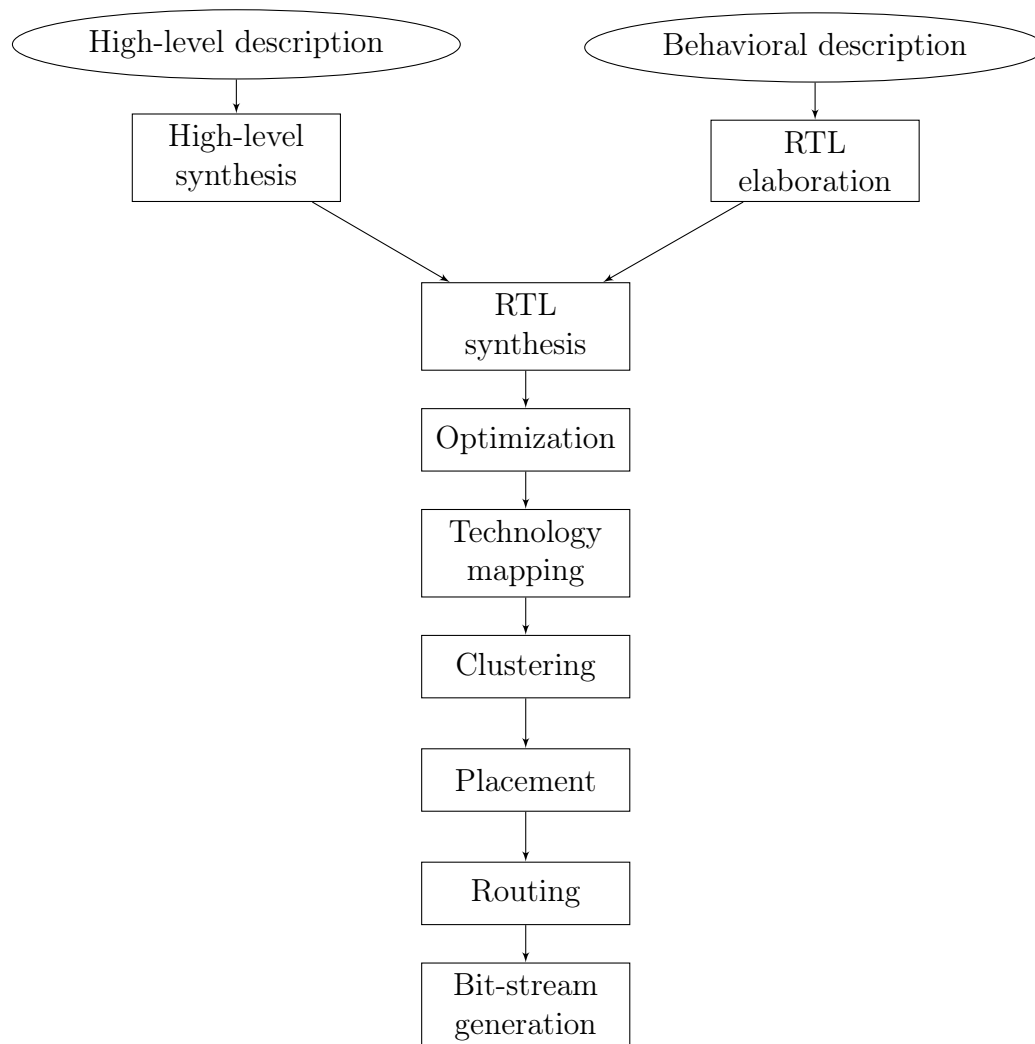 High-level description
Behavioral description
High-level
synthesis
RTL
elaboration
RTL
synthesis
Optimization
Technology
mapping
Clustering
Placement
Routing
Bit-stream
generation